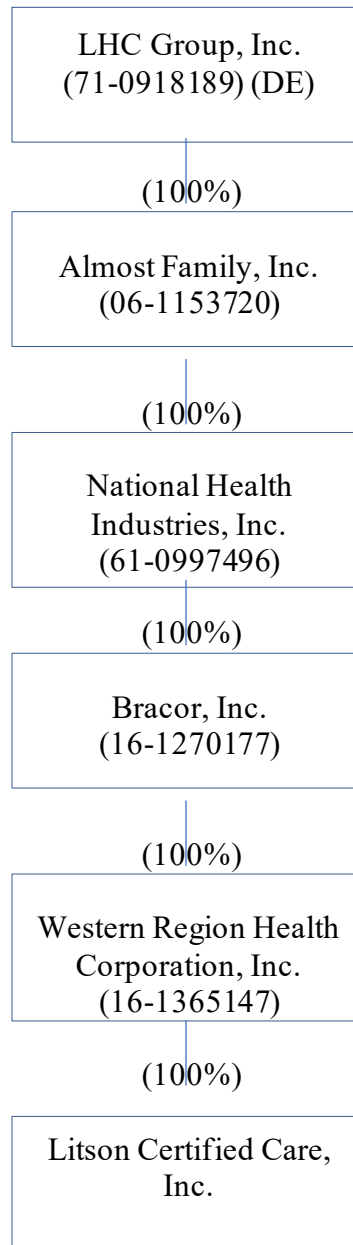 LHC Group, Inc.
(71-0918189) (DE)
(100%)
Almost Family, Inc.
(06-1153720)
(100%)
National Health
Industries, Inc.
(61-0997496)
(100%)
Bracor, Inc.
(16-1270177)
(100%)
Western Region Health
Corporation, Inc.
(16-1365147)
(100%)
Litson Certified Care,
Inc.